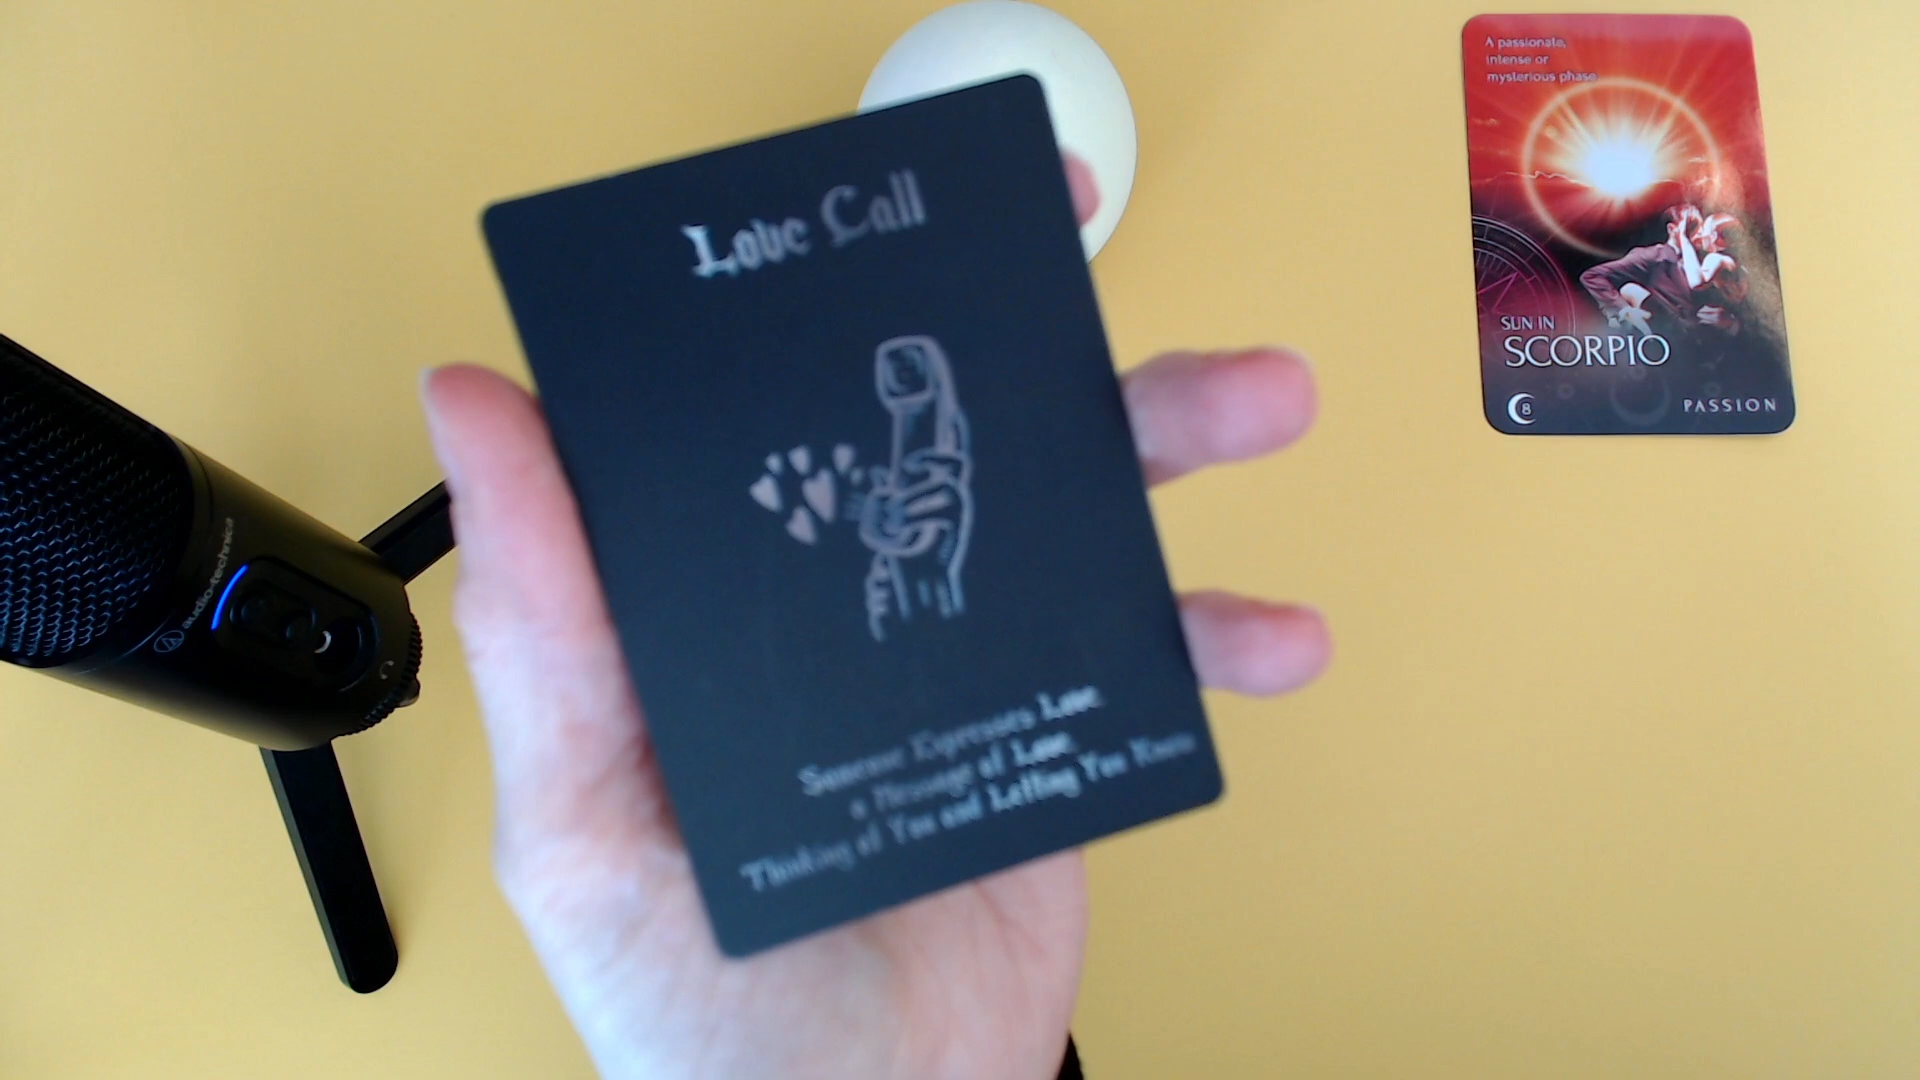 Love Call
Someone Expresses Love
a Message of Love
Thinking of You and Letting You Know
A passionate,
intense or
mysterious phase
SUN IN
SCORPIO
8
PASSION
audio-technica